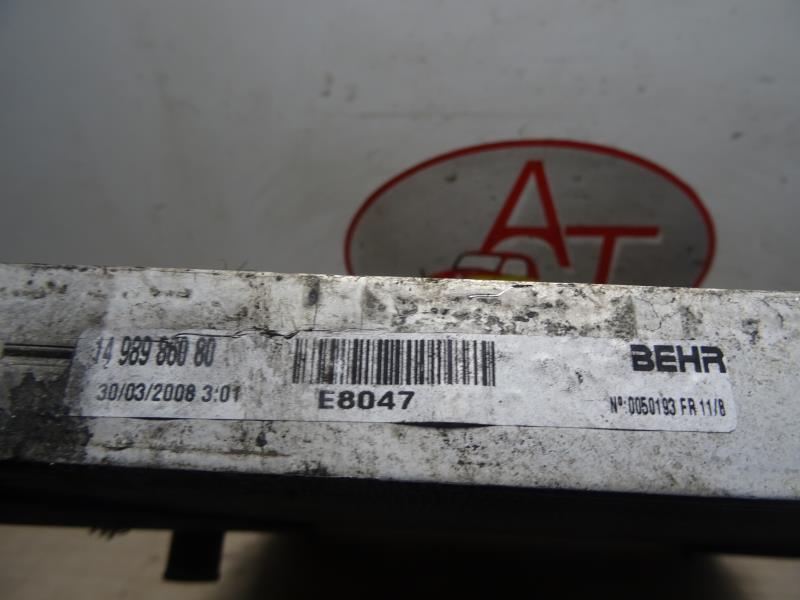 AT
14 989 860 80
BEHR
30/03/2008 3:01
E8047
Nº:0050193 FR 11/8